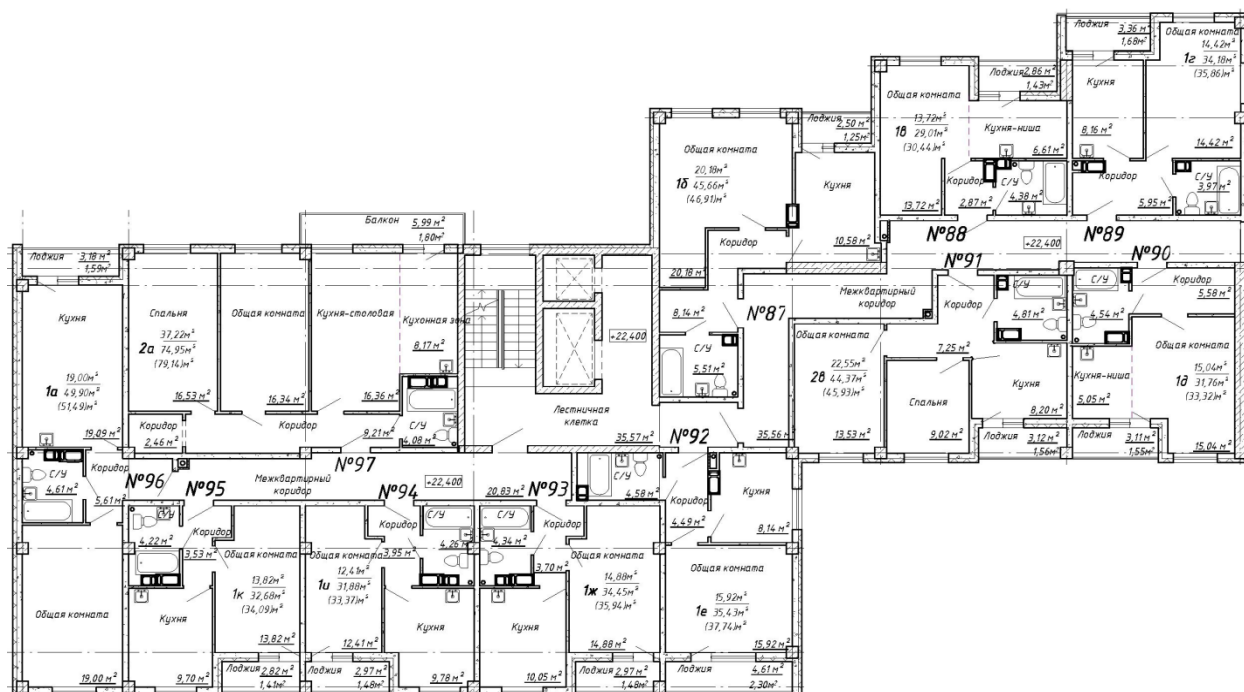 Лоджия
3,36 м²
1,68м²
Общая комната
1г
14,42м²
34,18м²
(35,86)м²
Кухня
8,16 м²
14,42 м²
Лоджия
2,86 м²
1,43м²
Общая комната
1в
13,72м²
29,01м²
(30,44)м²
Кухня-ниша
6,61 м²
13,72 м²
Коридор
2,87 м²
С/У
4,38 м²
Коридор
5,95 м²
С/У
3,97 м²
Лоджия
2,50 м²
1,25м²
Общая комната
1б
20,18м²
45,66м²
(46,91)м²
Кухня
10,58 м²
Коридор
20,18 м²
8,14 м²
С/У
5,51 м²
№87
№88
№89
+22,400
№91
№90
Балкон
5,99 м²
1,80м²
Лоджия
3,18 м²
1,59м²
Кухня
1а
19,00м²
49,90м²
(51,49)м²
19,09 м²
Спальня
2а
37,22м²
74,95м²
(79,14)м²
16,53 м²
Общая комната
16,34 м²
Кухня-столовая
16,36 м²
Кухонная зона
8,17 м²
Коридор
2,46 м²
Коридор
9,21 м²
С/У
4,08 м²
+22,400
Лестничная
клетка
35,57 м²
Межквартирный
коридор
35,56 м²
Общая комната
2в
22,55м²
44,37м²
(45,93)м²
13,53 м²
Коридор
7,25 м²
С/У
4,81 м²
Спальня
9,02 м²
Кухня
8,20 м²
Лоджия
3,12 м²
1,56м²
С/У
4,54 м²
Коридор
5,58 м²
Кухня-ниша
5,05 м²
1д
15,04м²
31,76м²
(33,32)м²
15,04 м²
Лоджия
3,11 м²
1,55м²
№96
№95
№97
№94
№93
№92
Межквартирный
коридор
+22,400
20,83 м²
С/У
4,61 м²
Коридор
5,61 м²
Общая комната
19,00 м²
С/У
4,22 м²
Коридор
3,53 м²
Кухня
9,70 м²
Общая комната
1к
13,82м²
32,68м²
(34,09)м²
13,82 м²
Лоджия
2,82 м²
1,41м²
Общая комната
1и
12,41м²
31,88м²
(33,37)м²
12,41 м²
Коридор
3,95 м²
С/У
4,26 м²
Кухня
9,78 м²
Лоджия
2,97 м²
1,48м²
С/У
4,34 м²
Коридор
3,70 м²
Кухня
10,05 м²
Общая комната
1ж
14,88м²
34,45м²
(35,94)м²
14,88 м²
Лоджия
2,97 м²
1,48м²
С/У
4,58 м²
Коридор
4,49 м²
Кухня
8,14 м²
Общая комната
1е
15,92м²
35,43м²
(37,74)м²
15,92 м²
Лоджия
4,61 м²
2,30м²